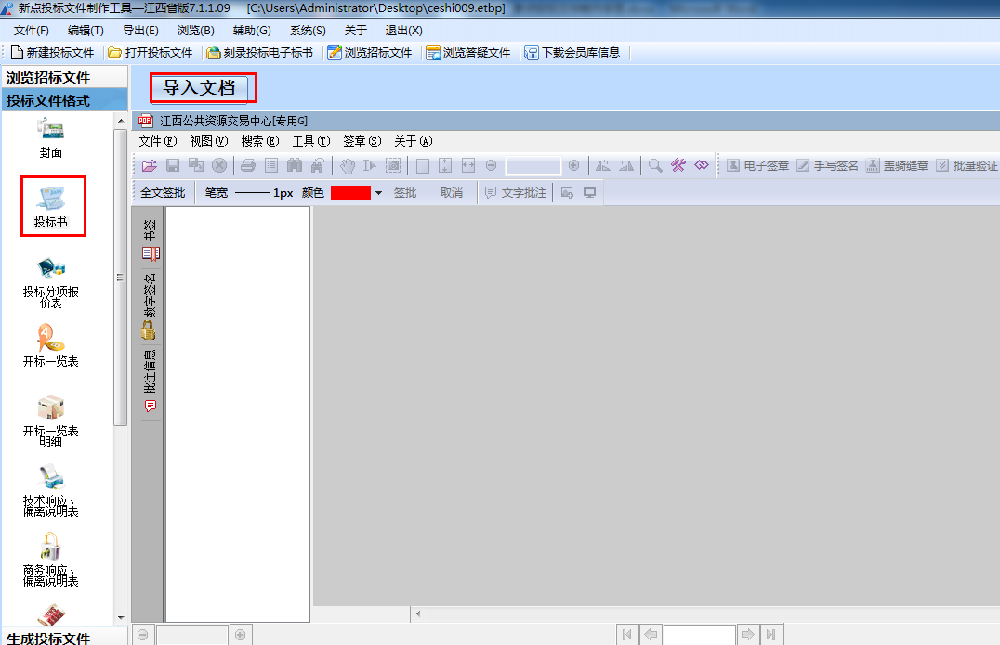 新点投标文件制作工具—江西省版7.1.1.09 [C:\Users\Administrator\Desktop\ceshi009.etbp]
文件(F) 编辑(T) 导出(E) 浏览(B) 辅助(G) 系统(S) 关于 退出(X)
新建投标文件 打开投标文件 刻录投标电子标书 浏览招标文件 浏览答疑文件 下载会员库信息
浏览招标文件
投标文件格式
导入文档
江西公共资源交易中心[专用G]
文件(F) 视图(V) 搜索(E) 工具(T) 签章(S) 关于(A)
电子签章 手写签名 盖骑缝章 批量验证
全文签批 笔宽 1px 颜色 签批 取消 文字批注
书签
数字签名
批注信息
封面
投标书
投标分项报
价表
开标一览表
开标一览表
明细
技术响应、
偏离说明表
商务响应、
偏离说明表
生成投标文件